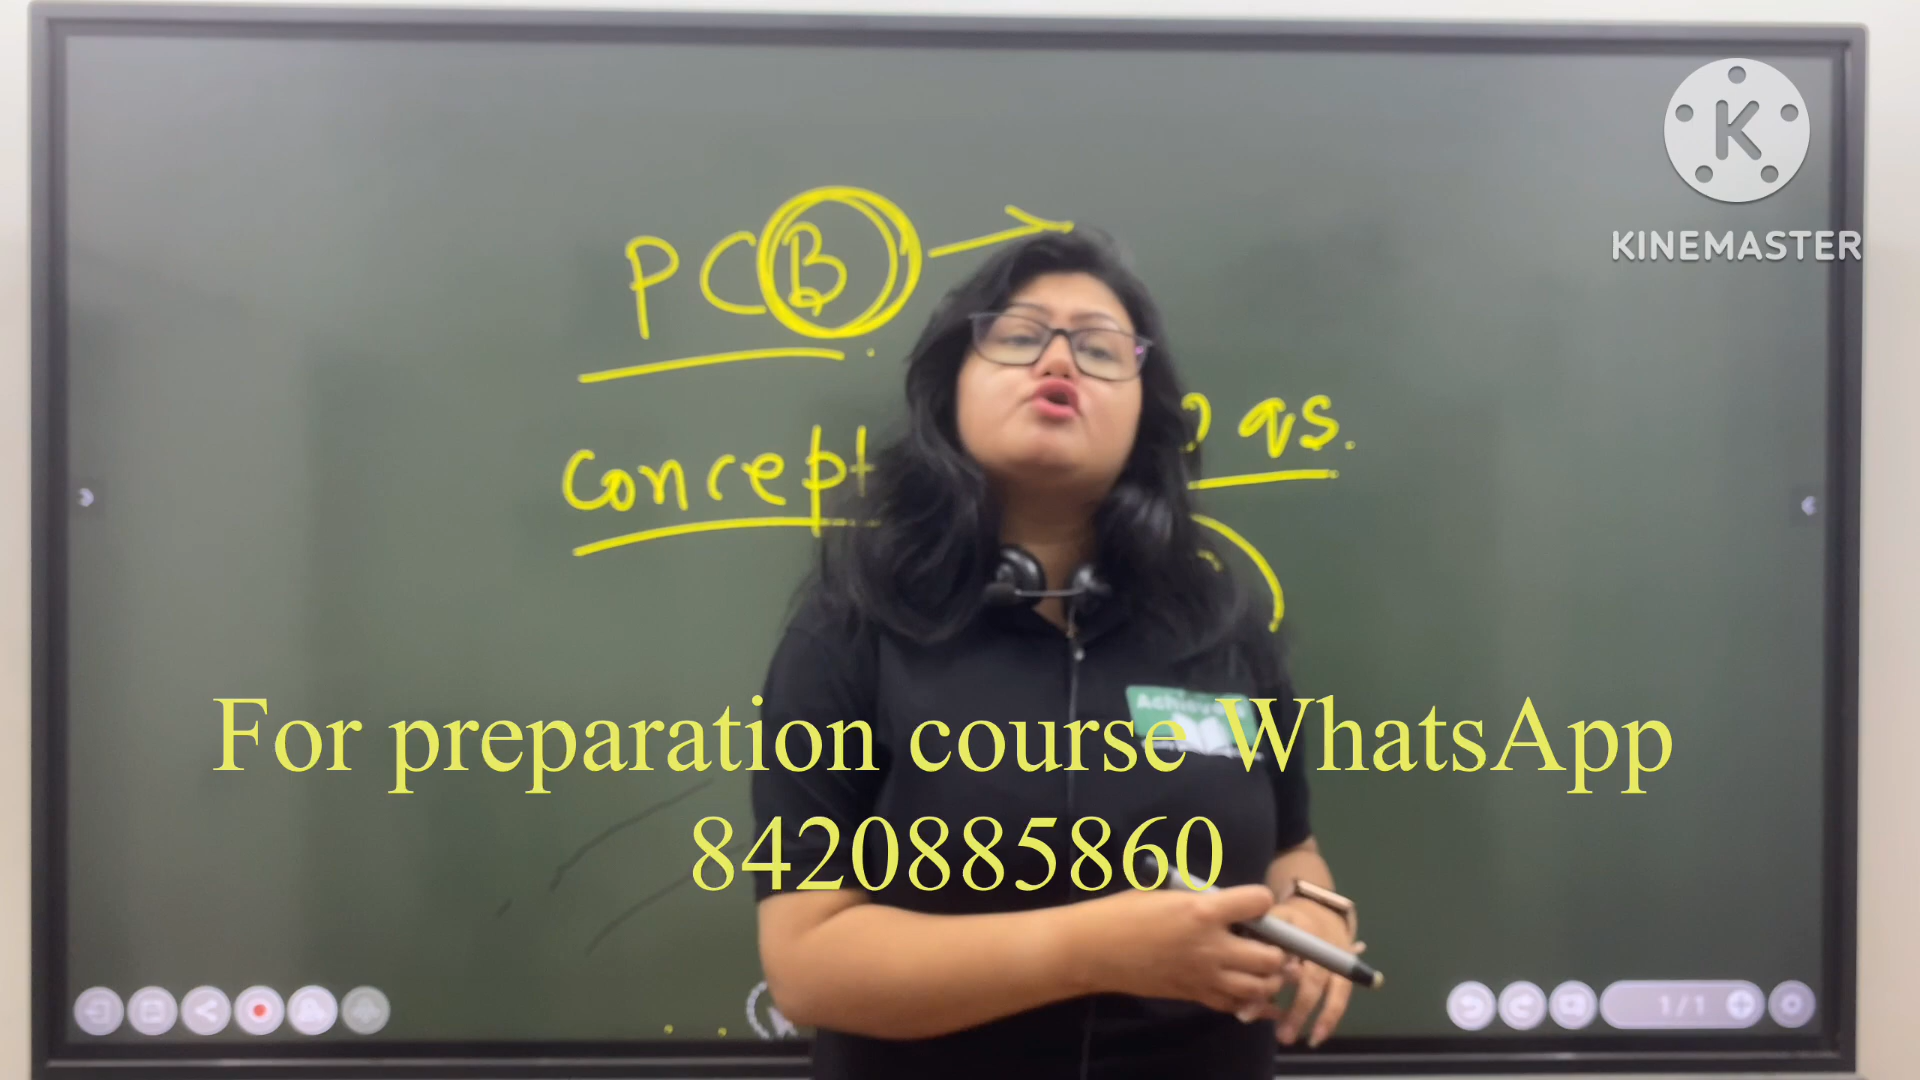 PCB
KINEMASTER
concept
qs.
For preparation course WhatsApp
8420885860
1/1